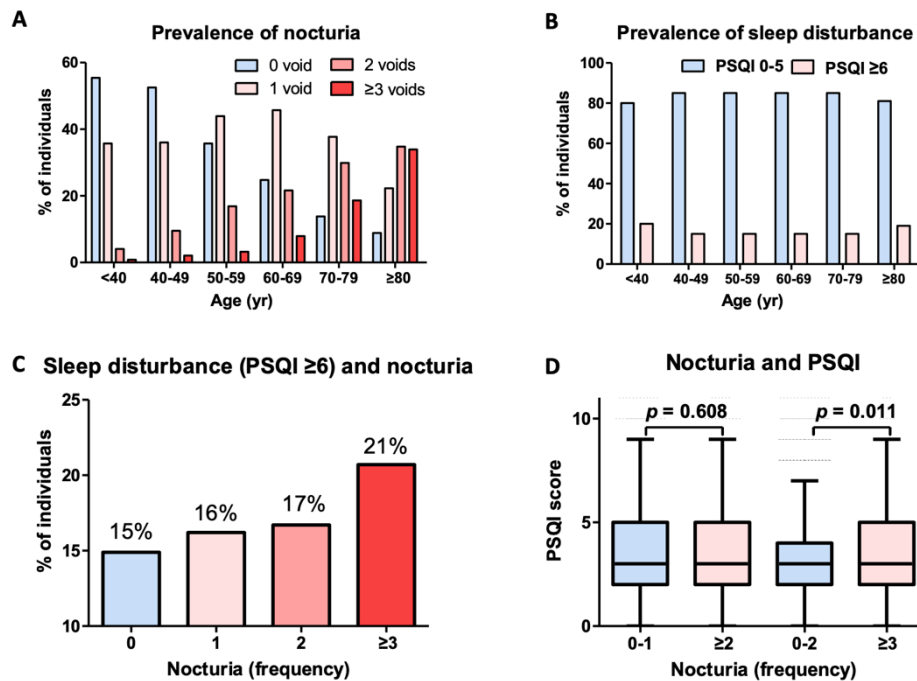 A
Prevalence of nocturia
0 void
2 voids
1 void
≥3 voids
% of individuals
60
40
20
0
<40 40-49 50-59 60-69 70-79 ≥80
Age (yr)
B
Prevalence of sleep disturbance
PSQI 0-5 PSQI ≥6
% of individuals
100
80
60
40
20
0
<40 40-49 50-59 60-69 70-79 ≥80
Age (yr)
C
Sleep disturbance (PSQI ≥6) and nocturia
% of individuals
25
20
15
10
15%
16%
17%
21%
0 1 2 ≥3
Nocturia (frequency)
D
Nocturia and PSQI
p = 0.608
p = 0.011
PSQI score
10
5
0
0-1 ≥2 0-2 ≥3
Nocturia (frequency)